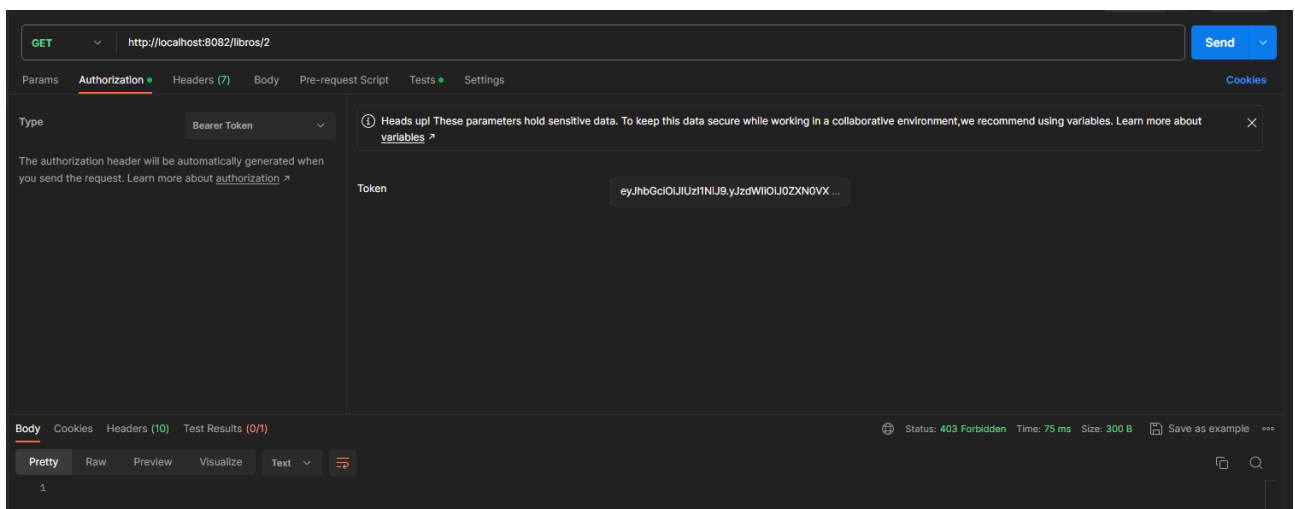 GET http://localhost:8082/libros/2 Send
Params Authorization Headers (7) Body Pre-request Script Tests Settings Cookies
Type Bearer Token
The authorization header will be automatically generated when
you send the request. Learn more about authorization ↗
Heads up! These parameters hold sensitive data. To keep this data secure while working in a collaborative environment,we recommend using variables. Learn more about
variables ↗
Token eyJhbGciOiJIUzI1NiJ9.yJzdWIiOiJ0ZXN0VX ...
Body Cookies Headers (10) Test Results (0/1) Status: 403 Forbidden Time: 75 ms Size: 300 B Save as example
Pretty Raw Preview Visualize Text
1